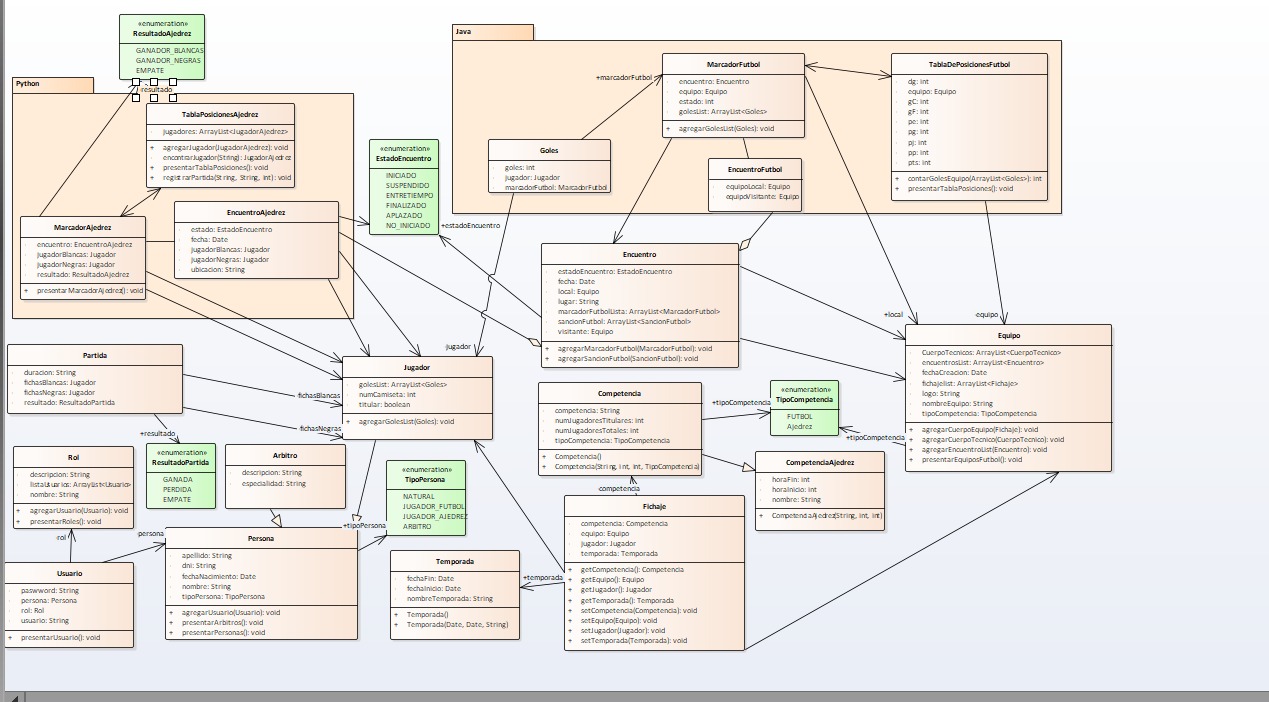 «enumeration»
ResultadoAjedrez
GANADOR_BLANCAS
GANADOR_NEGRAS
EMPATE
Python
resultado
TablaPosicionesAjedrez
jugadores: ArrayList<JugadorAjedrez>
+ agregarJugador(JugadorAjedrez): void
encontrarJugador(String): JugadorAjedrez
+ presentarTablaPosiciones(): void
+ registrarPartida(String, String, int): void
MarcadorAjedrez
encuentro: EncuentroAjedrez
jugadorBlancas: Jugador
jugadorNegras: Jugador
resultado: ResultadoAjedrez
+ presentarMarcadorAjedrez(): void
EncuentroAjedrez
estado: EstadoEncuentro
fecha: Date
jugadorBlancas: Jugador
jugadorNegras: Jugador
ubicacion: String
«enumeration»
EstadoEncuentro
INICIADO
SUSPENDIDO
ENTRETIEMPO
FINALIZADO
APLAZADO
NO_INICIADO
+estadoEncuentro
Java
+marcadorFutbol
MarcadorFutbol
encuentro: Encuentro
equipo: Equipo
estado: int
golesList: ArrayList<Goles>
+ agregarGolesList(Goles): void
TablaDePosicionesFutbol
dg: int
equipo: Equipo
gC: int
gF: int
pe: int
pg: int
pj: int
pp: int
pts: int
+ contarGolesEquipo(ArrayList<Goles>): int
+ presentarTablaPosiciones(): void
Goles
goles: int
jugador: Jugador
marcadorFutbol: MarcadorFutbol
EncuentroFutbol
equipoLocal: Equipo
equipoVisitante: Equipo
Encuentro
estadoEncuentro: EstadoEncuentro
fecha: Date
local: Equipo
lugar: String
marcadorFutbolLista: ArrayList<MarcadorFutbol>
sancionFutbol: ArrayList<SancionFutbol>
visitante: Equipo
+ agregarMarcadorFutbol(MarcadorFutbol): void
+ agregarSancionFutbol(SancionFutbol): void
+local
equipo
Equipo
CuerpoTecnicos: ArrayList<CuerpoTecnico>
encuentrosList: ArrayList<Encuentro>
fechaCreacion: Date
fichajelist: ArrayList<Fichaje>
logo: String
nombreEquipo: String
tipoCompetencia: TipoCompetencia
+ agregarCuerpoEquipo(Fichaje): void
+ agregarCuerpoTecnico(CuerpoTecnico): void
+ agregarEncuentroList(Encuentro): void
+ presentarEquiposFutbol(): void
Partida
duracion: String
fichasBlancas: Jugador
fichasNegras: Jugador
resultado: ResultadoPartida
-jugador
Jugador
golesList: ArrayList<Goles>
numCamiseta: int
titular: boolean
+ agregarGolesList(Goles): void
-fichasBlancas
fichasNegras
+resultado
«enumeration»
ResultadoPartida
GANADA
PERDIDA
EMPATE
Rol
descripcion: String
listaUsuarios: ArrayList<Usuario>
nombre: String
+ agregarUsuario(Usuario): void
+ presentarRoles(): void
Arbitro
descripcion: String
especialidad: String
«enumeration»
TipoPersona
NATURAL
JUGADOR_FUTBOL
JUGADOR_AJEDREZ
ARBITRO
+tipoPersona
Competencia
competencia: String
numJugadoresTitulares: int
numJugadoresTotales: int
tipoCompetencia: TipoCompetencia
+ Competencia()
+ Competencia(String, int, int, TipoCompetencia)
+tipoCompetencia
«enumeration»
TipoCompetencia
FUTBOL
Ajedrez
+tipoCompetencia
CompetenciaAjedrez
horaFin: int
horaInicio: int
nombre: String
+ CompetenciaAjedrez(String, int, int)
-competencia
Fichaje
competencia: Competencia
equipo: Equipo
jugador: Jugador
temporada: Temporada
+ getCompetencia(): Competencia
+ getEquipo(): Equipo
+ getJugador(): Jugador
+ getTemporada(): Temporada
+ setCompetencia(Competencia): void
+ setEquipo(Equipo): void
+ setJugador(Jugador): void
+ setTemporada(Temporada): void
+temporada
Temporada
fechaFin: Date
fechaInicio: Date
nombreTemporada: String
+ Temporada()
+ Temporada(Date, Date, String)
-rol
persona
Persona
apellido: String
dni: String
fechaNacimiento: Date
nombre: String
tipoPersona: TipoPersona
+ agregarUsuario(Usuario): void
+ presentarArbitros(): void
+ presentarPersonas(): void
Usuario
paswword: String
persona: Persona
rol: Rol
usuario: String
+ presentarUsuario(): void